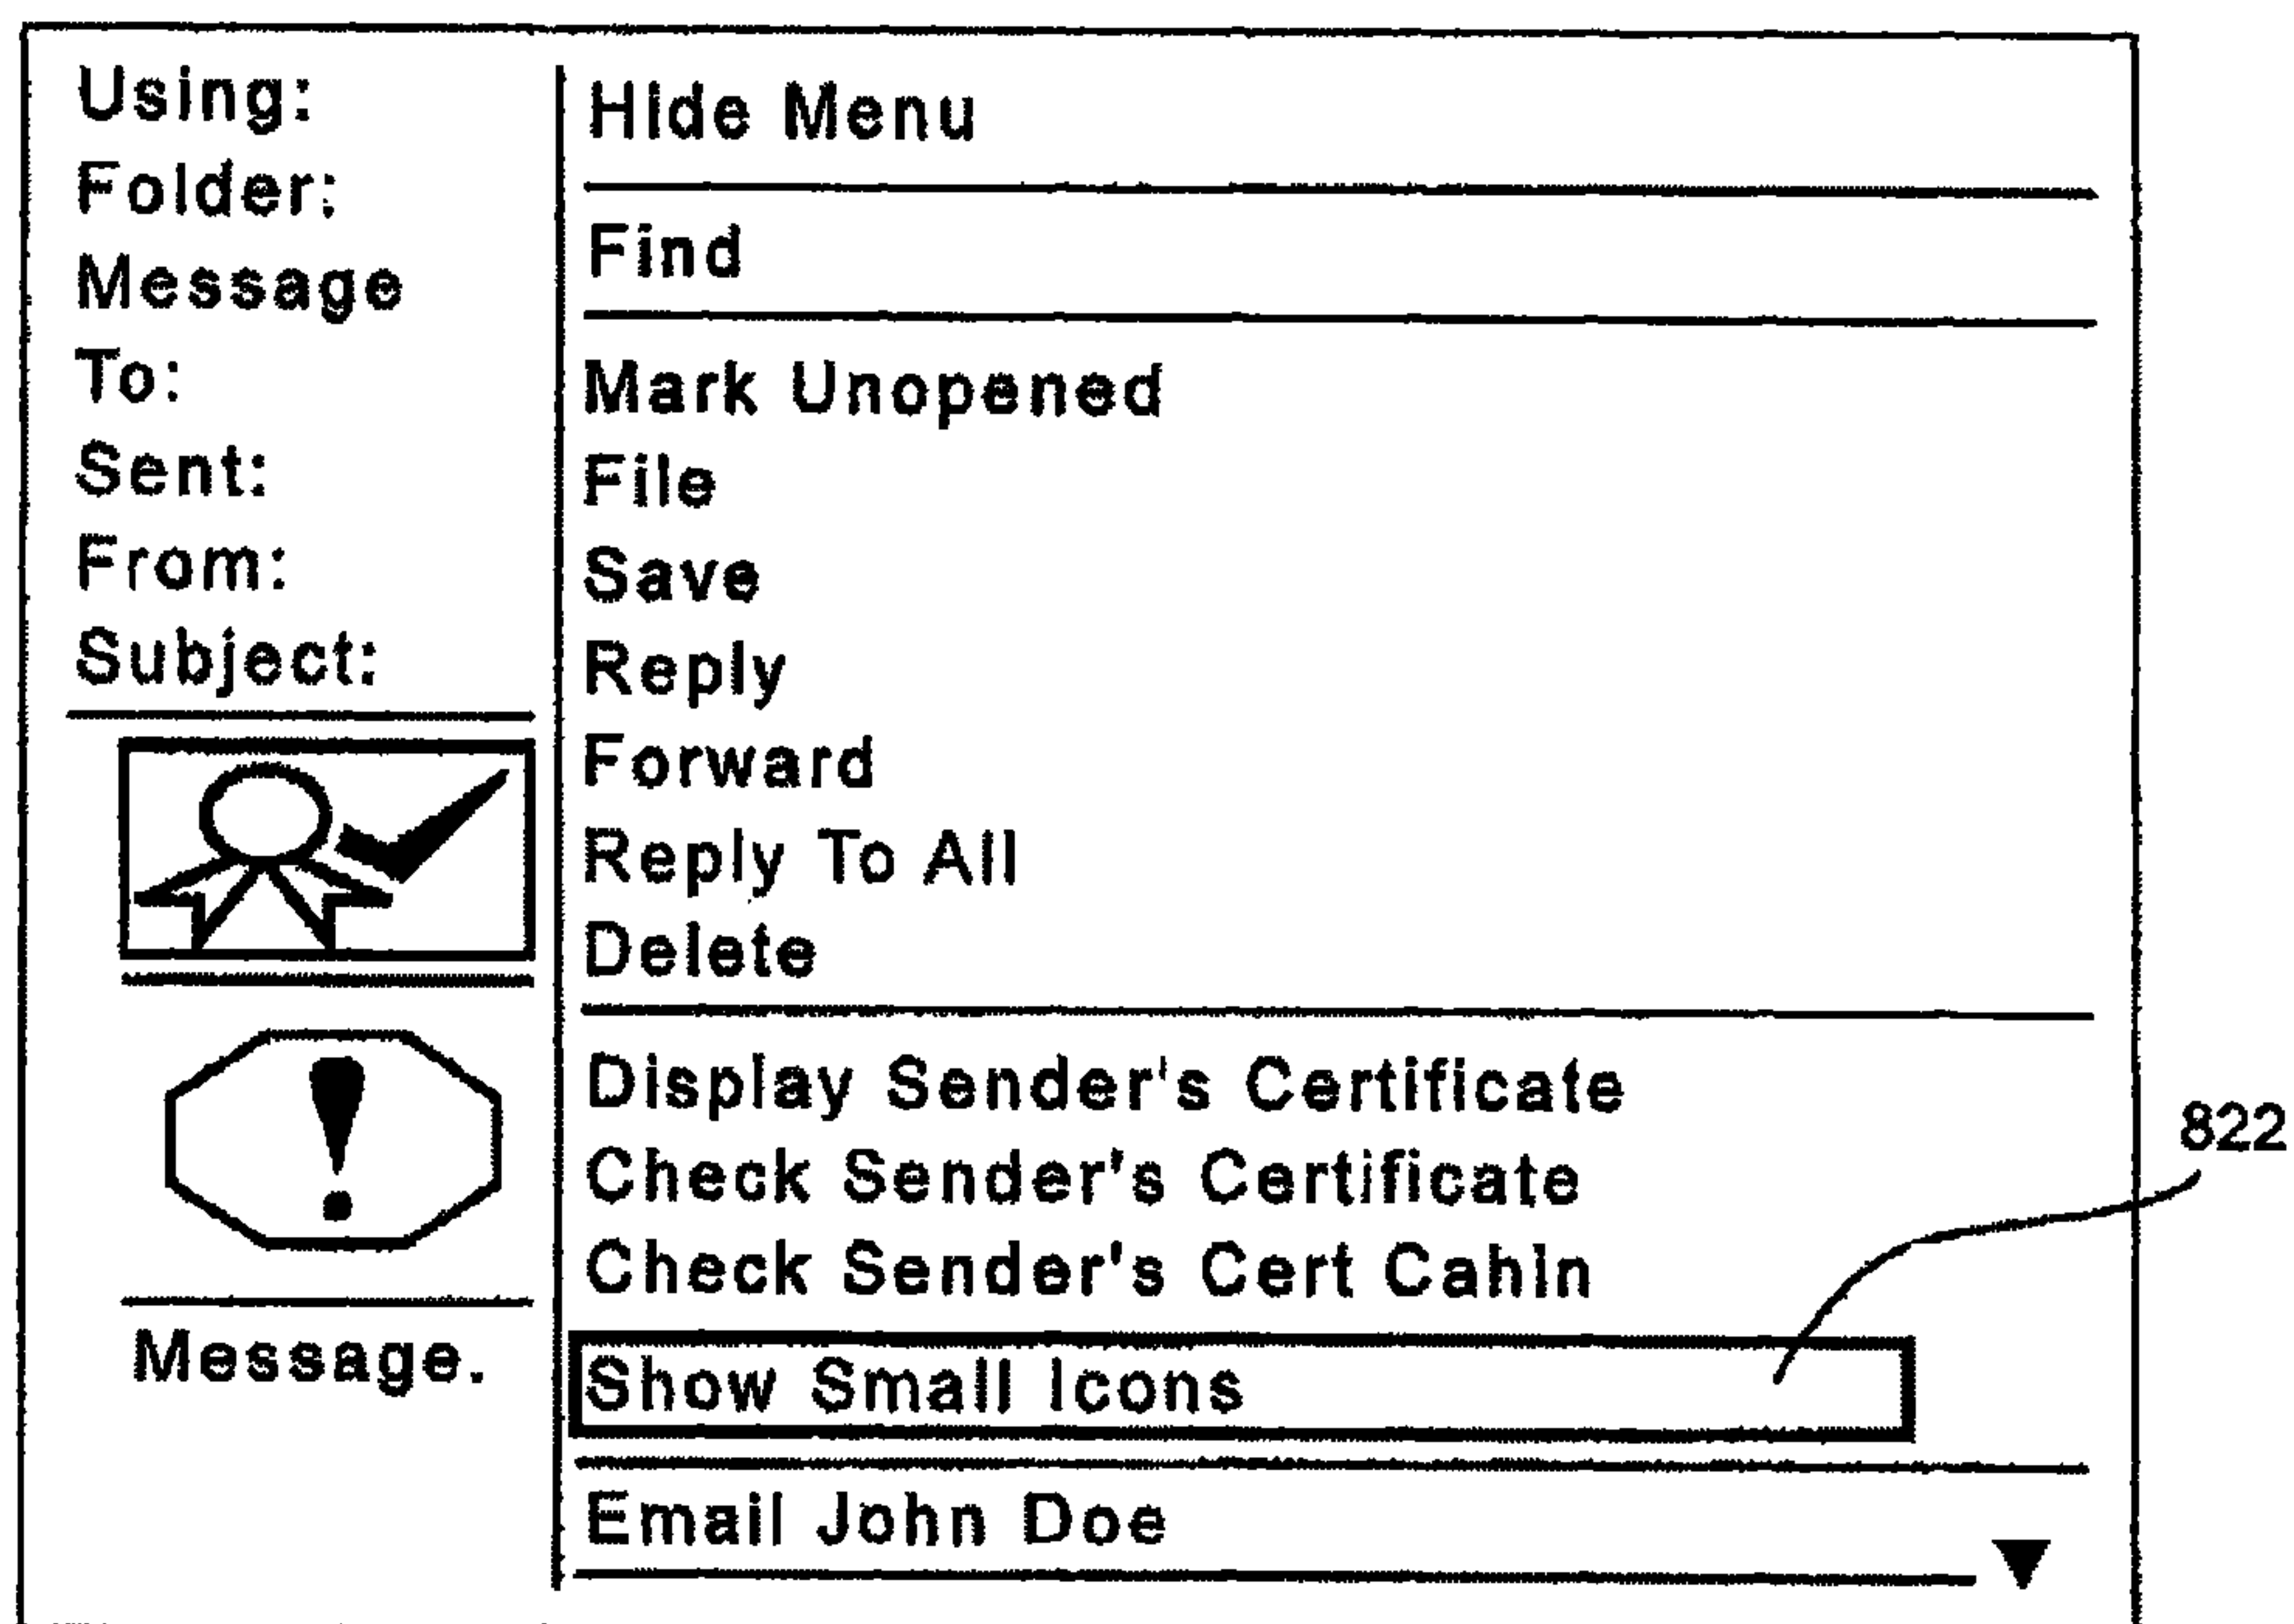 Using:
Folder:
Message
To:
Sent:
From:
Subject:
Message.
Hide Menu
Find
Mark Unopened
File
Save
Reply
Forward
Reply To All
Delete
Display Sender's Certificate
Check Sender's Certificate
Check Sender's Cert Cahin
Show Small Icons
Email John Doe
822